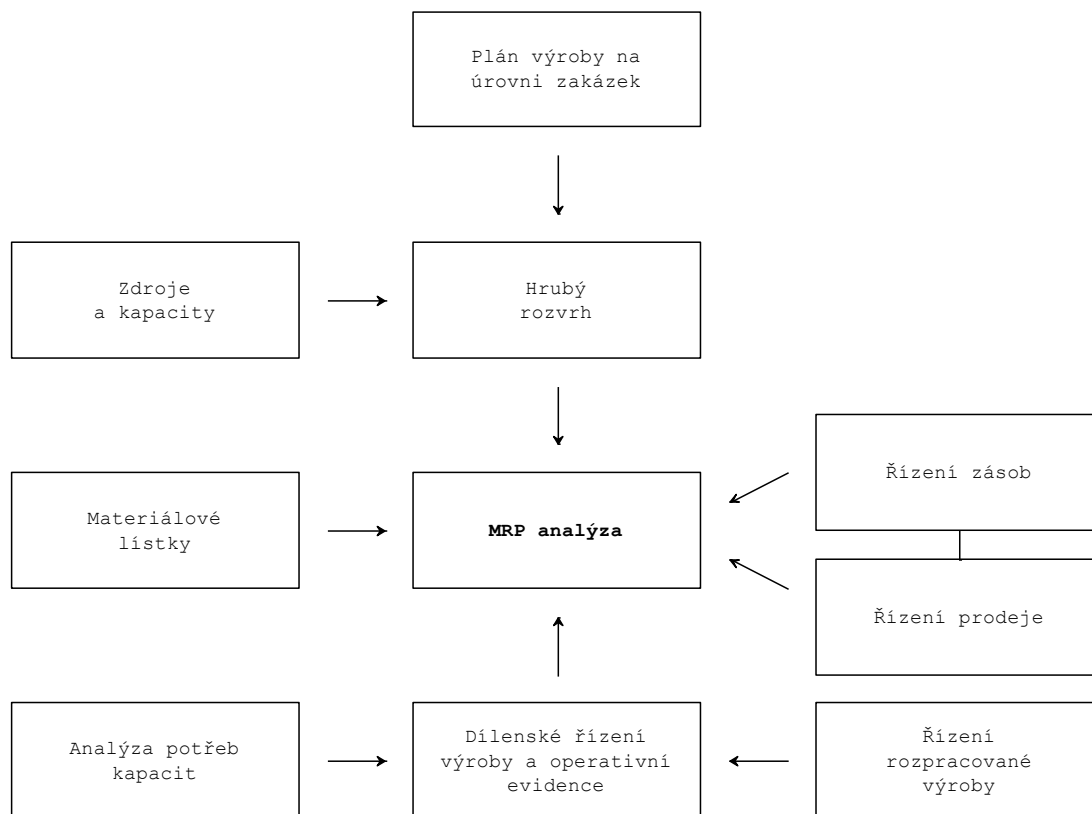 Plán výroby na
úrovni zakázek
Zdroje
a kapacity
Hrubý
rozvrh
Materiálové
lístky
MRP analýza
Řízení zásob
Řízení prodeje
Analýza potřeb
kapacit
Dílenské řízení
výroby a operativní
evidence
Řízení
rozpracované
výroby